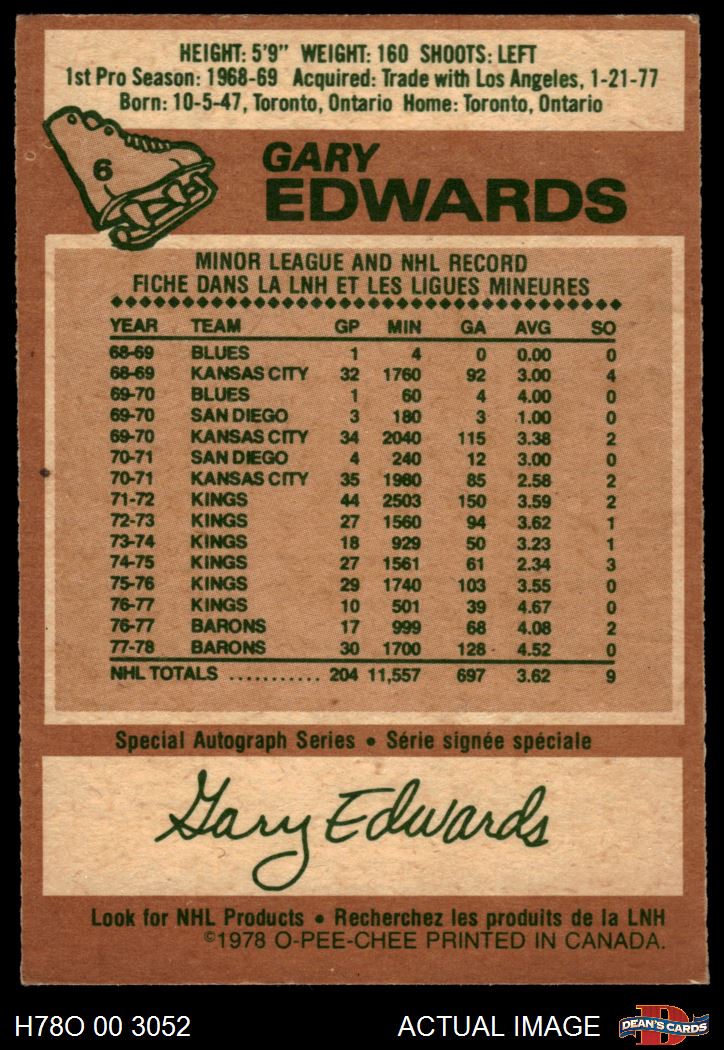 HEIGHT: 5'9" WEIGHT: 160 SHOOTS: LEFT
1st Pro Season: 1968-69 Acquired: Trade with Los Angeles, 1-21-77
Born: 10-5-47, Toronto, Ontario Home: Toronto, Ontario
6
GARY
EDWARDS
MINOR LEAGUE AND NHL RECORD
FICHE DANS LA LNH ET LES LIGUES MINEURES
YEAR TEAM GP MIN GA AVG SO
68-69 BLUES 1 4 0 0.00 0
68-69 KANSAS CITY 32 1760 92 3.00 4
69-70 BLUES 1 60 4 4.00 0
69-70 SAN DIEGO 3 180 3 1.00 0
69-70 KANSAS CITY 34 2040 115 3.38 2
70-71 SAN DIEGO 4 240 12 3.00 0
70-71 KANSAS CITY 35 1980 85 2.58 2
71-72 KINGS 44 2503 150 3.59 2
72-73 KINGS 27 1560 94 3.62 1
73-74 KINGS 18 929 50 3.23 1
74-75 KINGS 27 1561 61 2.34 3
75-76 KINGS 29 1740 103 3.55 0
76-77 KINGS 10 501 39 4.67 0
76-77 BARONS 17 999 68 4.08 2
77-78 BARONS 30 1700 128 4.52 0
NHL TOTALS ........... 204 11,557 697 3.62 9
Special Autograph Series • Série signée spéciale
Gary Edwards
Look for NHL Products • Recherchez les produits de la LNH
©1978 O-PEE-CHEE PRINTED IN CANADA.
H78O 00 3052 ACTUAL IMAGE D DEAN'S CARDS